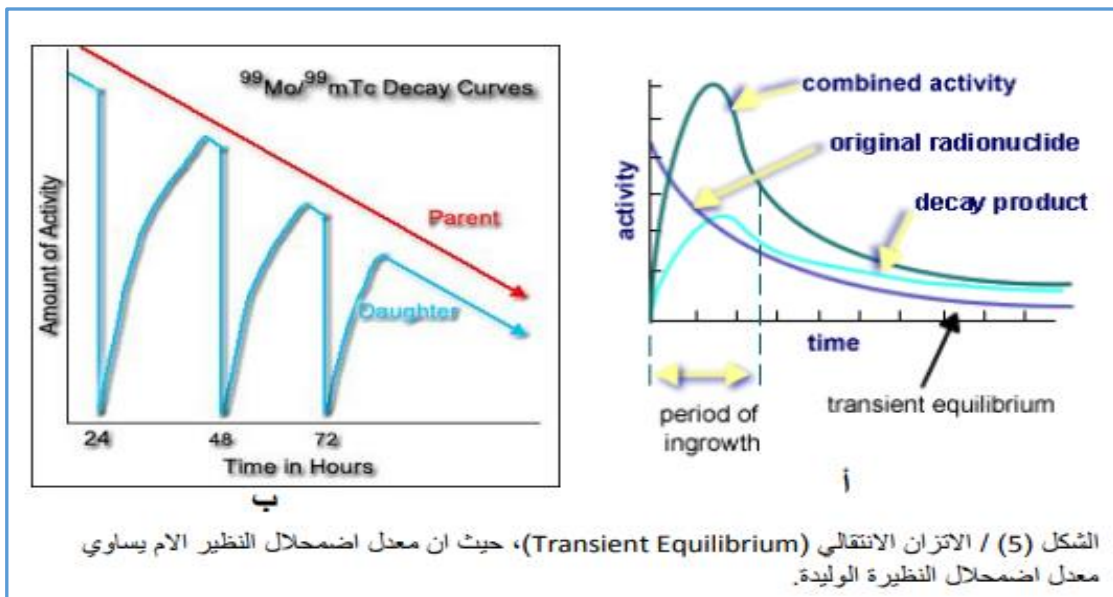 99Mo/99mTc Decay Curves
Amount of Activity
Parent
Daughter
24 48 72
Time in Hours
ب
combined activity
original radionuclide
decay product
activity
time
period of
ingrowth
transient equilibrium
أ
الشكل (5) / الاتزان الانتقالي (Transient Equilibrium)، حيث ان معدل اضمحلال النظير الام يساوي
معدل اضمحلال النظيرة الوليدة.